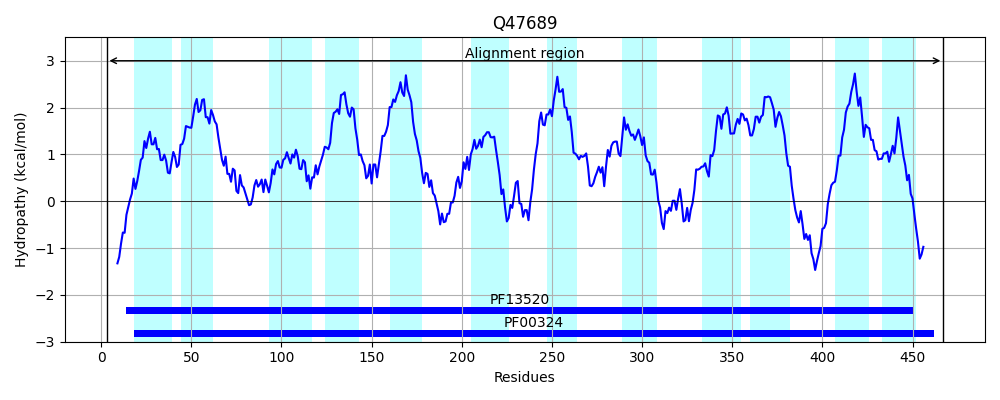 Q47689
Hydropathy (kcal/mol)
3
2
1
0
−1
−2
−3
Alignment region
PF13520
PF00324
0 50 100 150 200 250 300 350 400 450
Residues